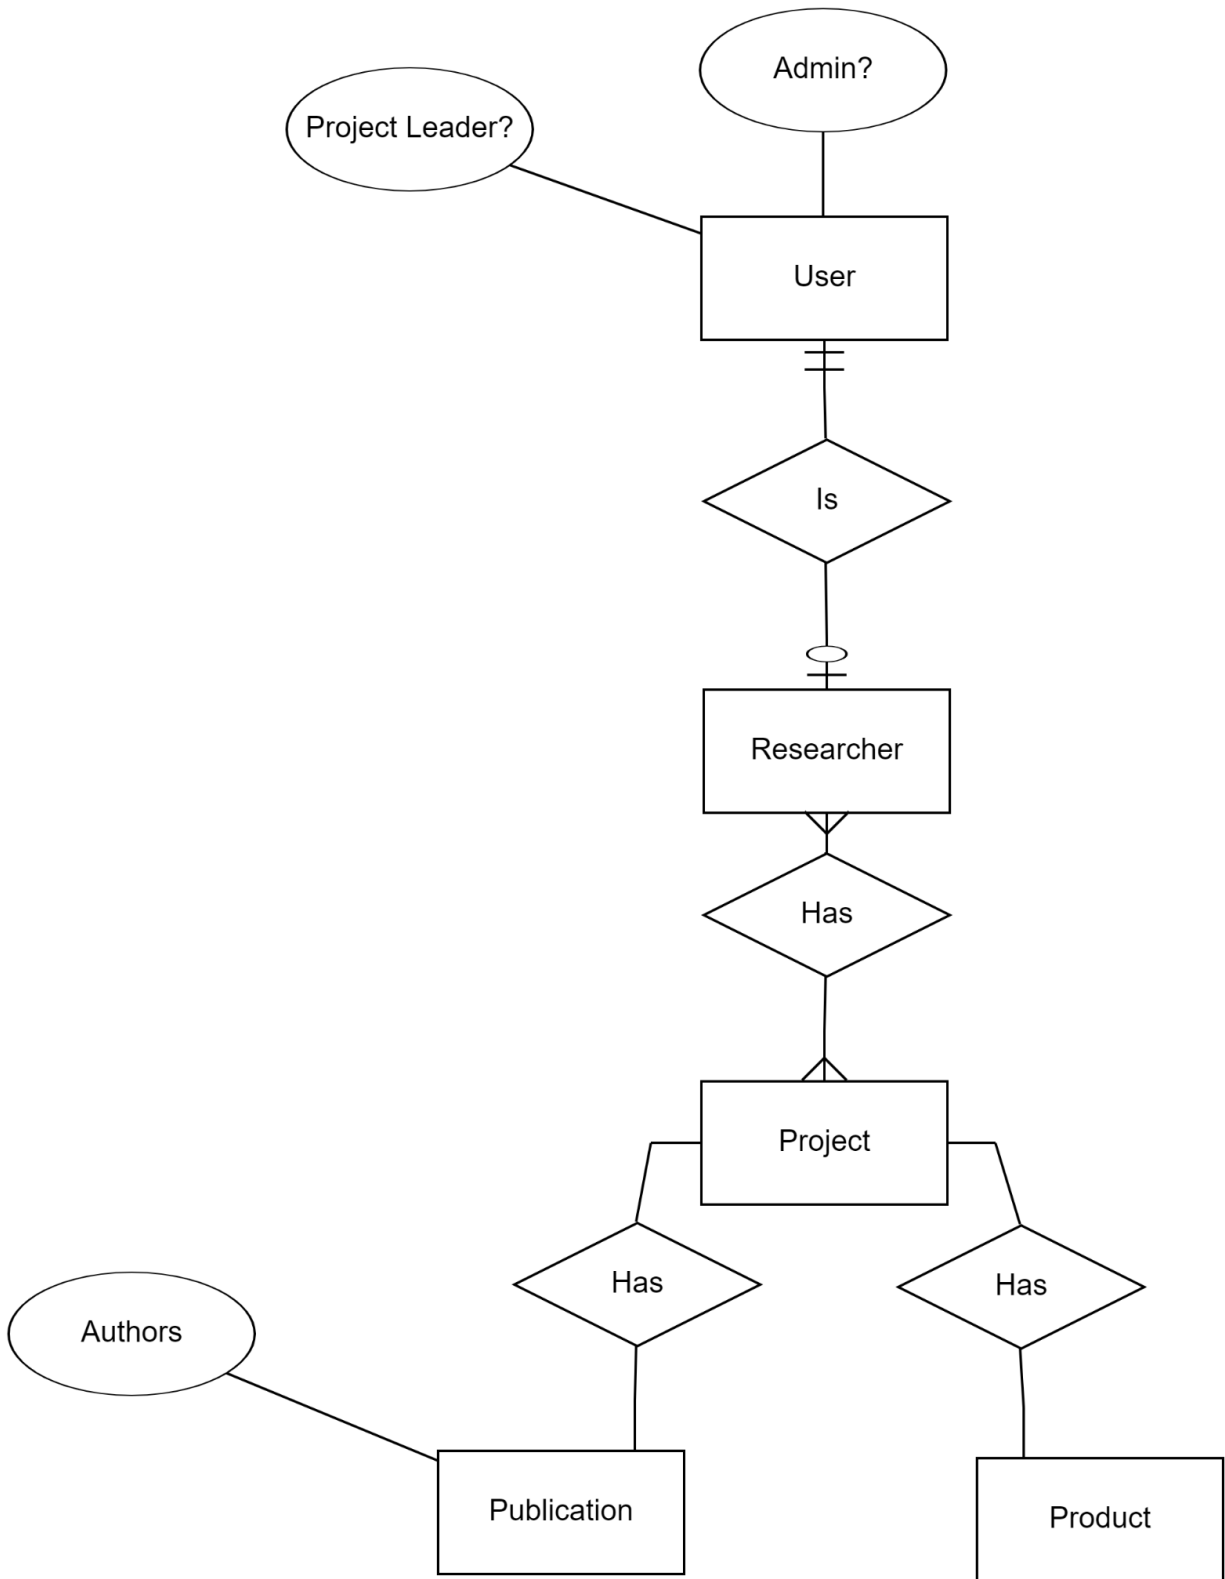 Admin?
Project Leader?
User
Is
Researcher
Has
Project
Has
Has
Authors
Publication
Product